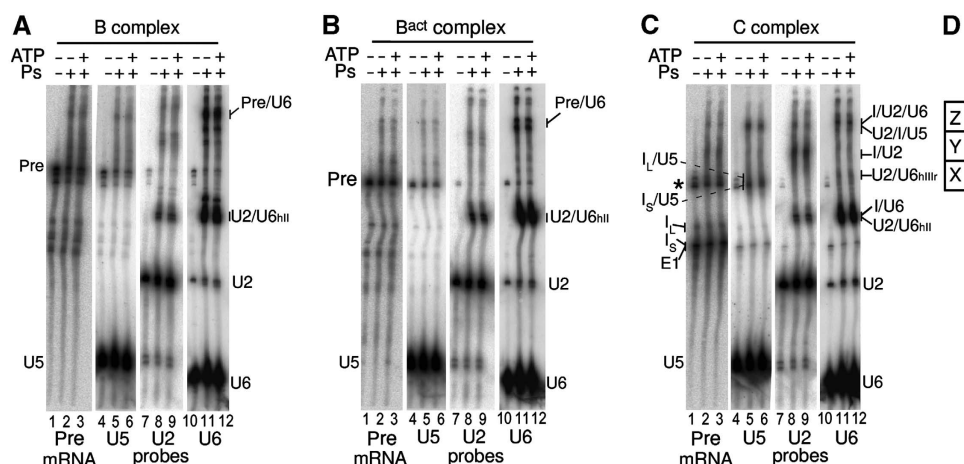 A
B complex
ATP
--- --+ --+ --+
Ps
-++ -++ -++ -++
Pre/U6
Pre
U2/U6hII
U2
U5
U6
1 2 3 4 5 6 7 8 9 10 11 12
Pre U5 U2 U6
mRNA probes
B
Bact complex
ATP
--+ --+ --+ --+
Ps
-++ -++ -++ -++
Pre/U6
Pre
U2/U6hII
U2
U5
U6
1 2 3 4 5 6 7 8 9 10 11 12
Pre U5 U2 U6
mRNA probes
C
C complex
ATP
--+ --+ --+ --+
Ps
-++ -++ -++ -++
I/U2/U6
U2/I/U5
I/U2
IL/U5
U2/U6hIIIr
*
IS/U5
I/U6
U2/U6hII
IL
IS
E1
U2
U5
U6
1 2 3 4 5 6 7 8 9 10 11 12
Pre U5 U2 U6
mRNA probes
D
Z
Y
X